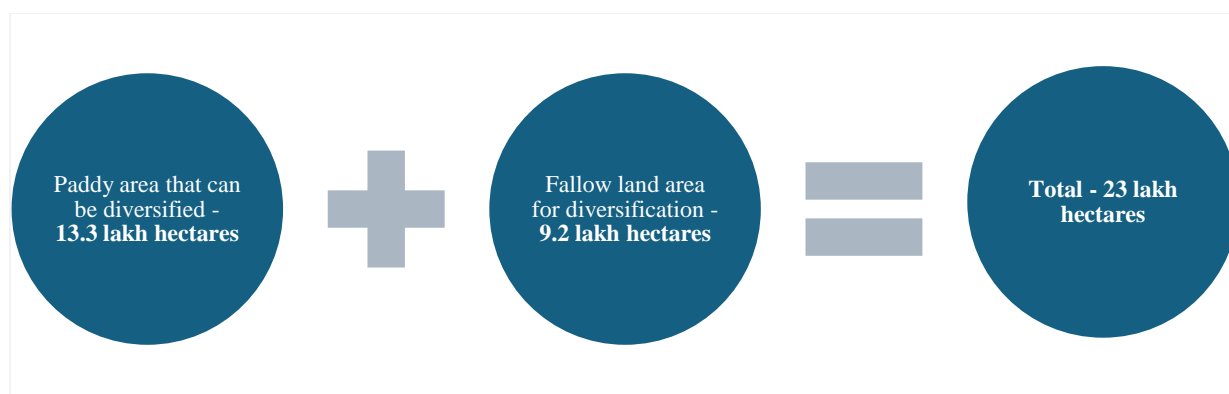 Paddy area that can
be diversified -
13.3 lakh hectares
Fallow land area
for diversification -
9.2 lakh hectares
Total - 23 lakh
hectares